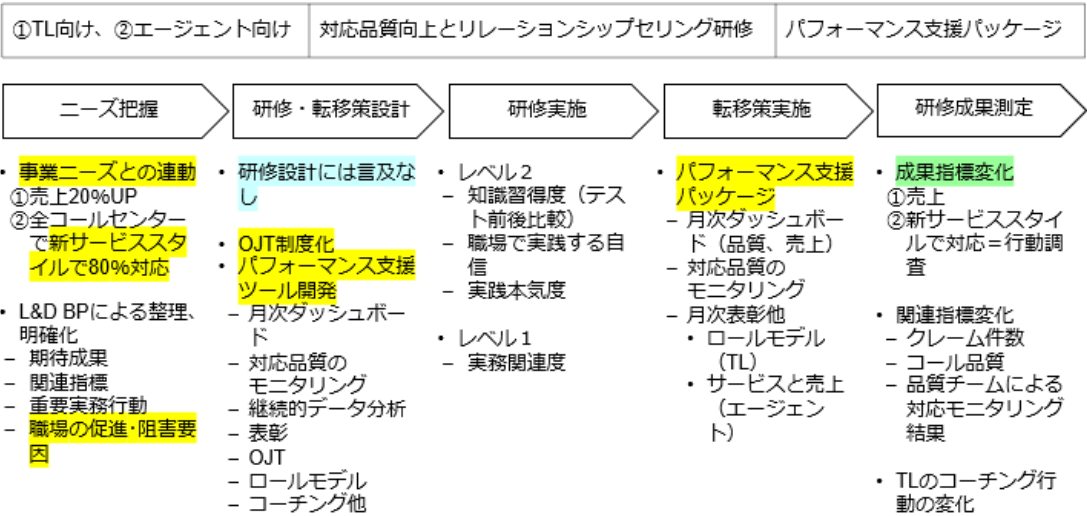 ①TL向け、②エージェント向け
対応品質向上とリレーションシップセリング研修
パフォーマンス支援パッケージ
ニーズ把握
研修・転移策設計
研修実施
転移策実施
研修成果測定
• 事業ニーズとの連動
①売上20%UP
②全コールセンター
で新サービススタ
イルで80%対応
• L&D BPによる整理、
明確化
– 期待成果
– 関連指標
– 重要実務行動
– 職場の促進・阻害要
因
• 研修設計には言及な
し
• OJT制度化
• パフォーマンス支援
ツール開発
– 月次ダッシュボー
ド
– 対応品質の
モニタリング
– 継続的データ分析
– 表彰
– OJT
– ロールモデル
– コーチング他
• レベル2
– 知識習得度（テス
ト前後比較）
– 職場で実践する自
信
– 実践本気度
• レベル1
– 実務関連度
• パフォーマンス支援
パッケージ
– 月次ダッシュボー
ド（品質、売上）
– 対応品質の
モニタリング
– 月次表彰他
• ロールモデル
（TL）
• サービスと売上
（エージェン
ト）
• 成果指標変化
①売上
②新サービススタイ
ルで対応＝行動調
査
• 関連指標変化
– クレーム件数
– コール品質
– 品質チームによる
対応モニタリング
結果
• TLのコーチング行
動の変化